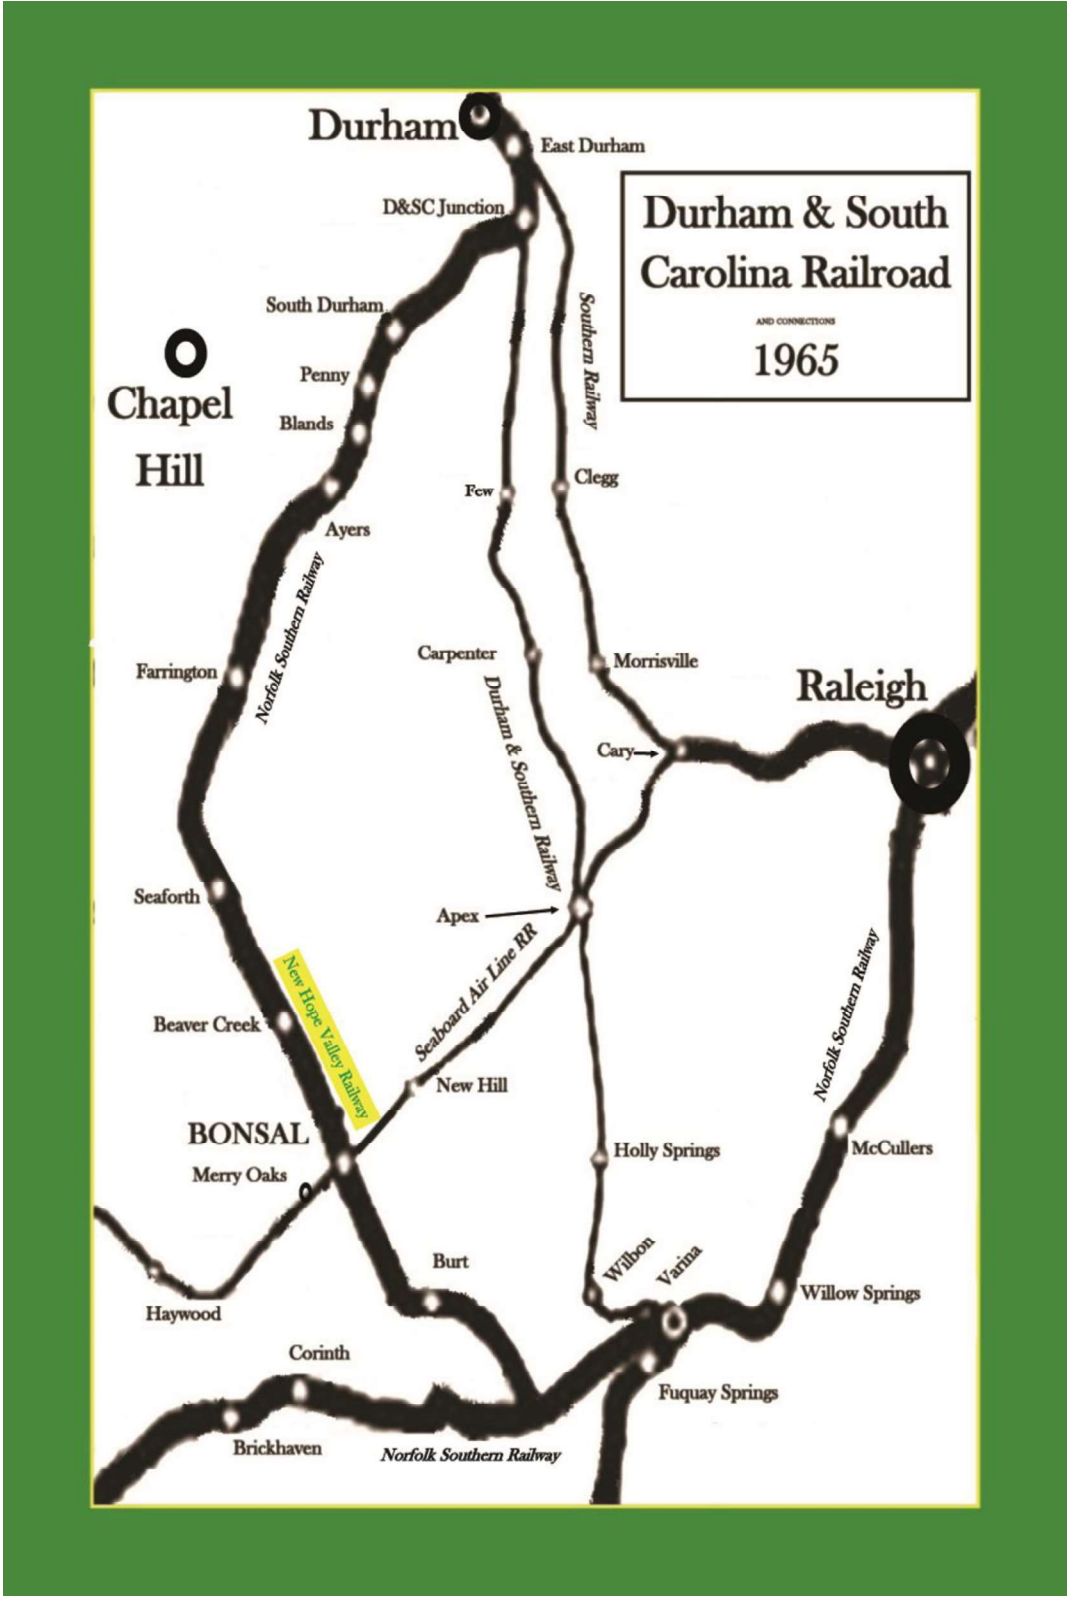 Durham
East Durham
D&SC Junction
Durham & South
Carolina Railroad
AND CONNECTIONS
1965
South Durham
Southern Railway
Penny
Chapel
Hill
Blands
Few
Clegg
Ayers
Norfolk Southern Railway
Carpenter
Morrisville
Farrington
Raleigh
Durham & Southern Railway
Cary
Seaforth
Apex
Seaboard Air Line RR
Norfolk Southern Railway
New Hope Valley Railway
Beaver Creek
New Hill
BONSAL
Merry Oaks
Holly Springs
McCullers
Burt
Wilbon
Varina
Willow Springs
Haywood
Corinth
Fuquay Springs
Brickhaven
Norfolk Southern Railway